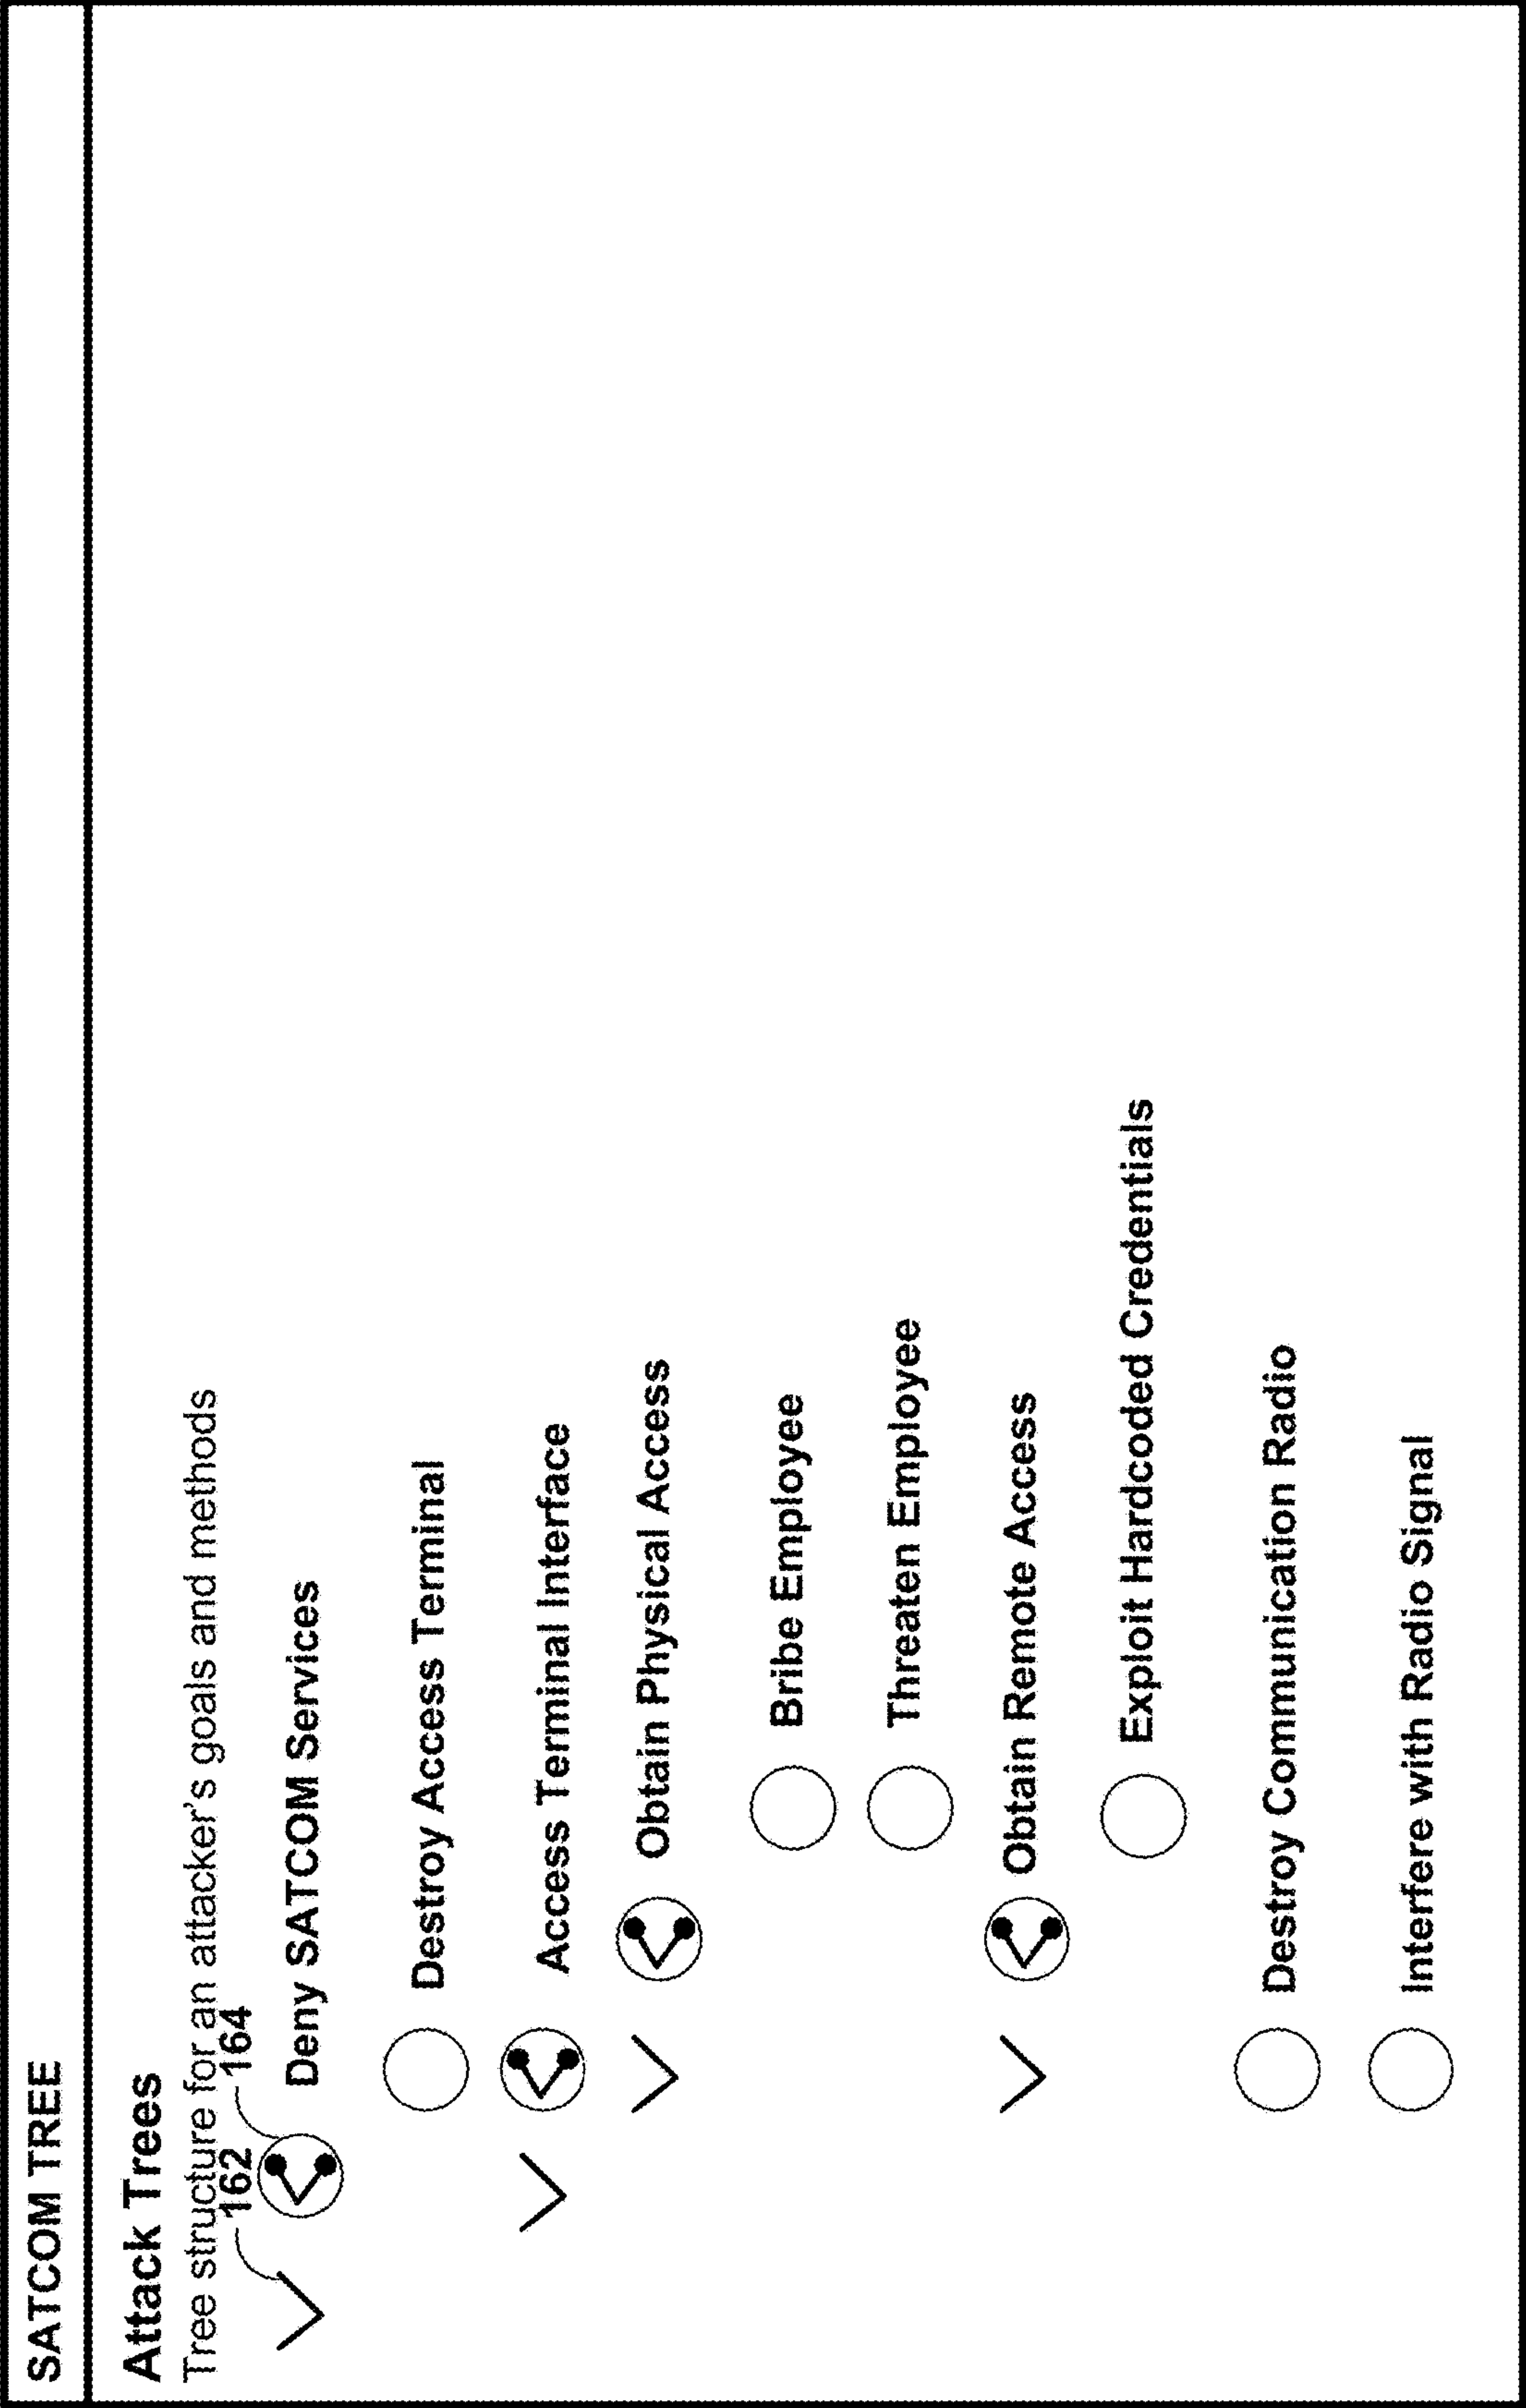 SATCOM TREE
Attack Trees
Tree structure for an attacker's goals and methods
162 164
Deny SATCOM Services
Destroy Access Terminal
Access Terminal Interface
Obtain Physical Access
Bribe Employee
Threaten Employee
Obtain Remote Access
Exploit Hardcoded Credentials
Destroy Communication Radio
Interfere with Radio Signal